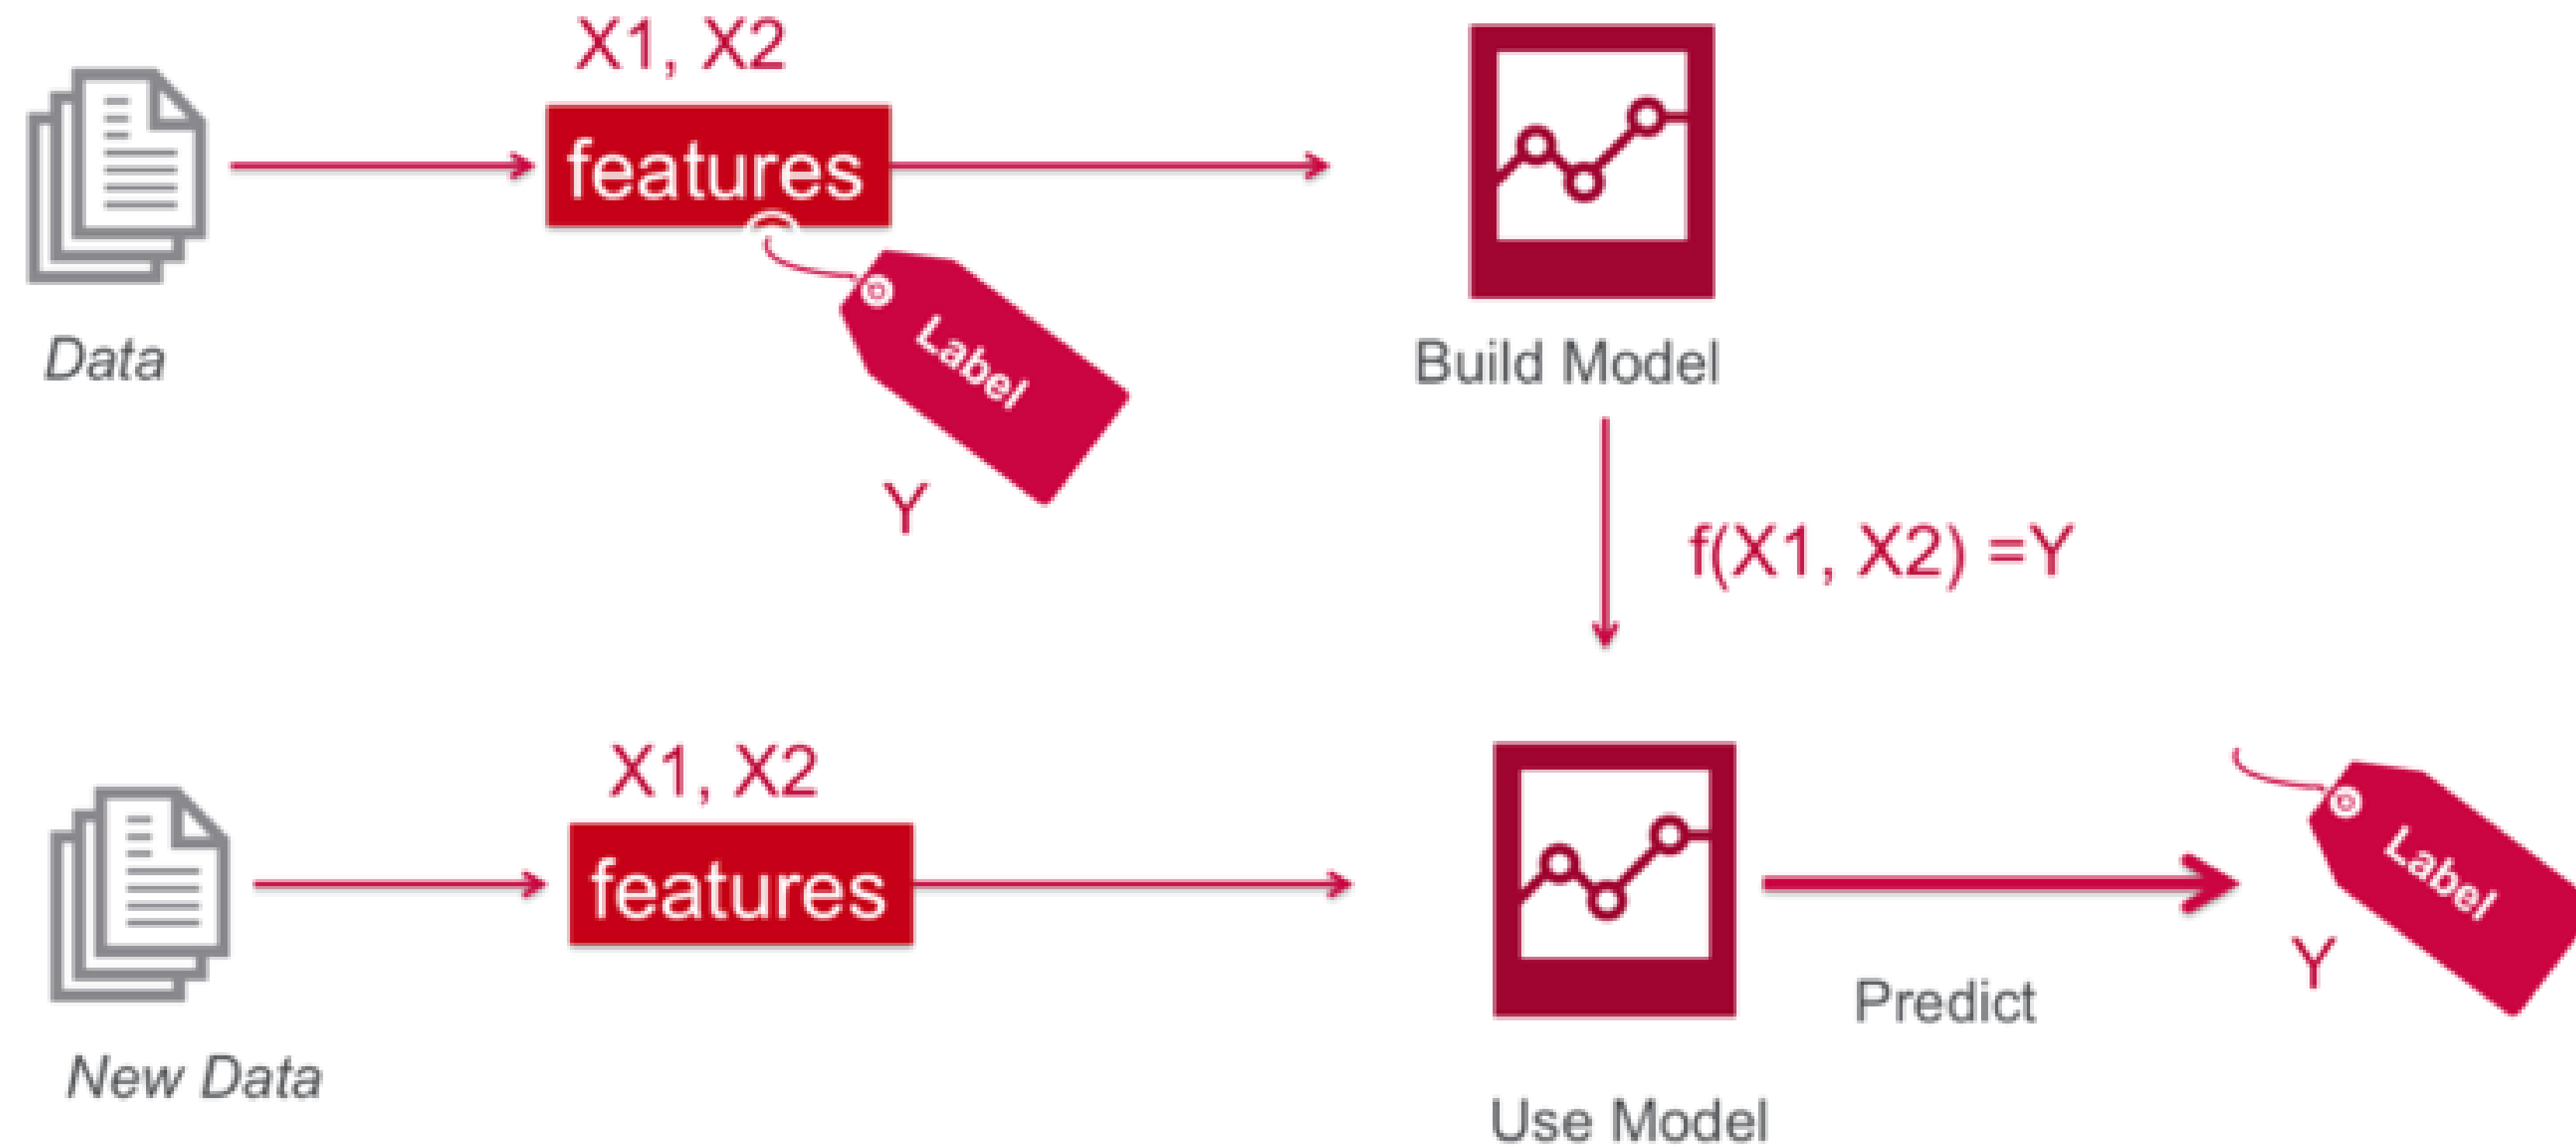 X1, X2
features
Label
Data
Build Model
Y
f(X1, X2) =Y
X1, X2
features
Label
Y
Predict
New Data
Use Model